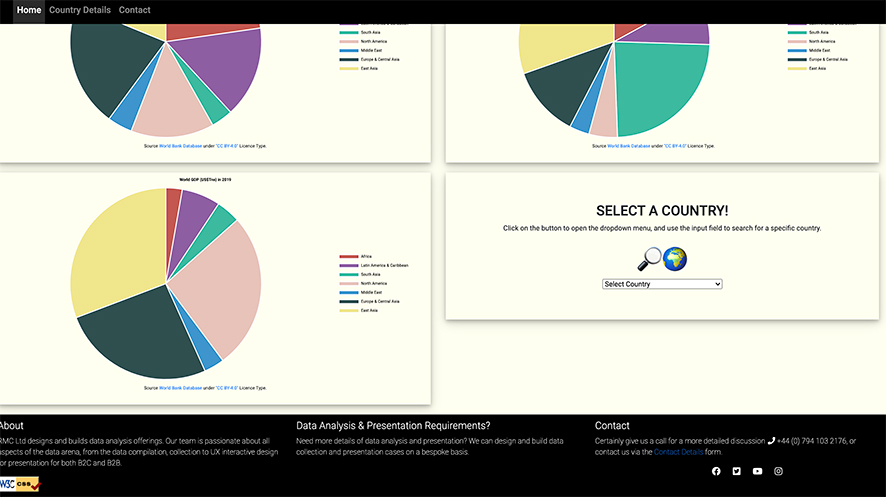 Home Country Details Contact
South Asia
North America
Middle East
Europe & Central Asia
East Asia
Source World Bank Database under "CC BY-4.0" Licence Type.
South Asia
North America
Middle East
Europe & Central Asia
East Asia
Source World Bank Database under "CC BY-4.0" Licence Type.
World GDP (US$Trn) in 2019
Africa
Latin America & Caribbean
South Asia
North America
Middle East
Europe & Central Asia
East Asia
Source World Bank Database under "CC BY-4.0" Licence Type.
SELECT A COUNTRY!
Click on the button to open the dropdown menu, and use the input field to search for a specific country.
Select Country
About
RMC Ltd designs and builds data analysis offerings. Our team is passionate about all
aspects of the data arena, from the data compilation, collection to UX interactive design
or presentation for both B2C and B2B.
W3C CSS
Data Analysis & Presentation Requirements?
Need more details of data analysis and presentation? We can design and build data
collection and presentation cases on a bespoke basis.
Contact
Certainly give us a call for a more detailed discussion +44 (0) 794 103 2176, or
contact us via the Contact Details form.